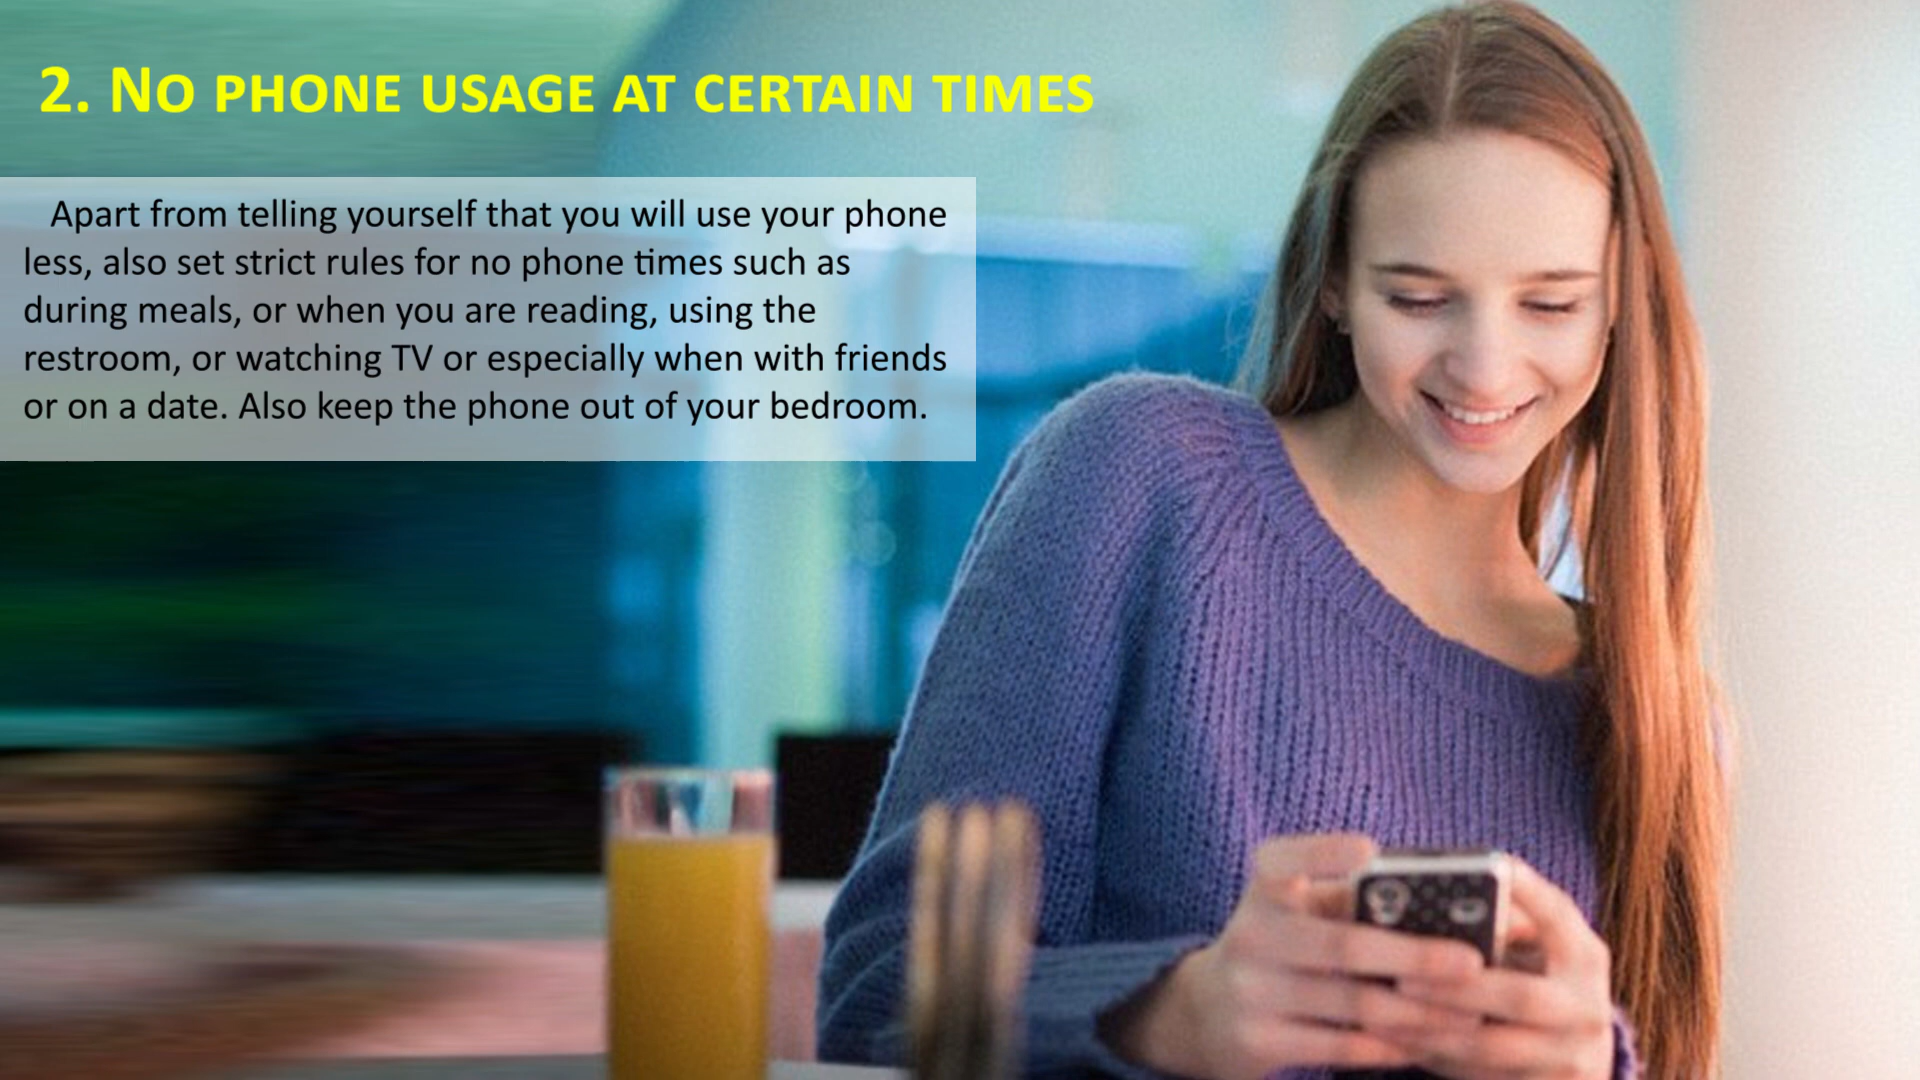 2. No phone usage at certain times
Apart from telling yourself that you will use your phone
less, also set strict rules for no phone times such as
during meals, or when you are reading, using the
restroom, or watching TV or especially when with friends
or on a date. Also keep the phone out of your bedroom.